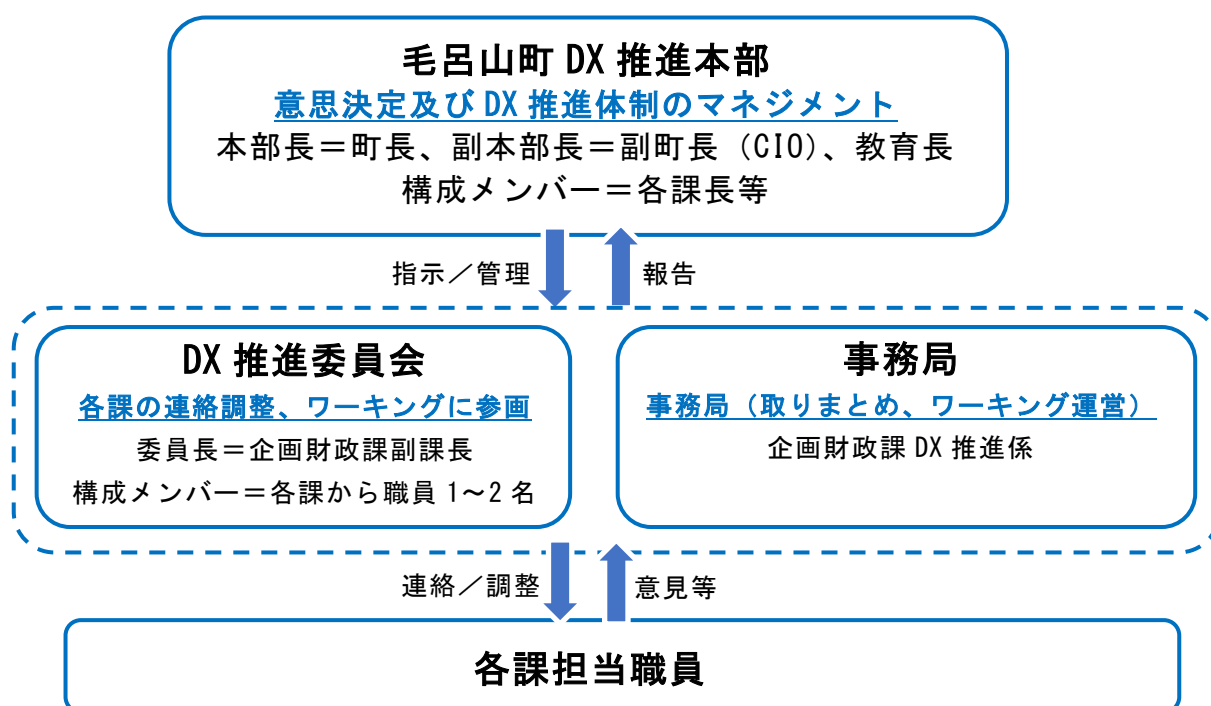 毛呂山町 DX 推進本部
意思決定及び DX 推進体制のマネジメント
本部長＝町長、副本部長＝副町長（CIO）、教育長
構成メンバー＝各課長等
指示／管理
報告
DX 推進委員会
各課の連絡調整、ワーキングに参画
委員長＝企画財政課副課長
構成メンバー＝各課から職員 1～2 名
事務局
事務局（取りまとめ、ワーキング運営）
企画財政課 DX 推進係
連絡／調整
意見等
各課担当職員